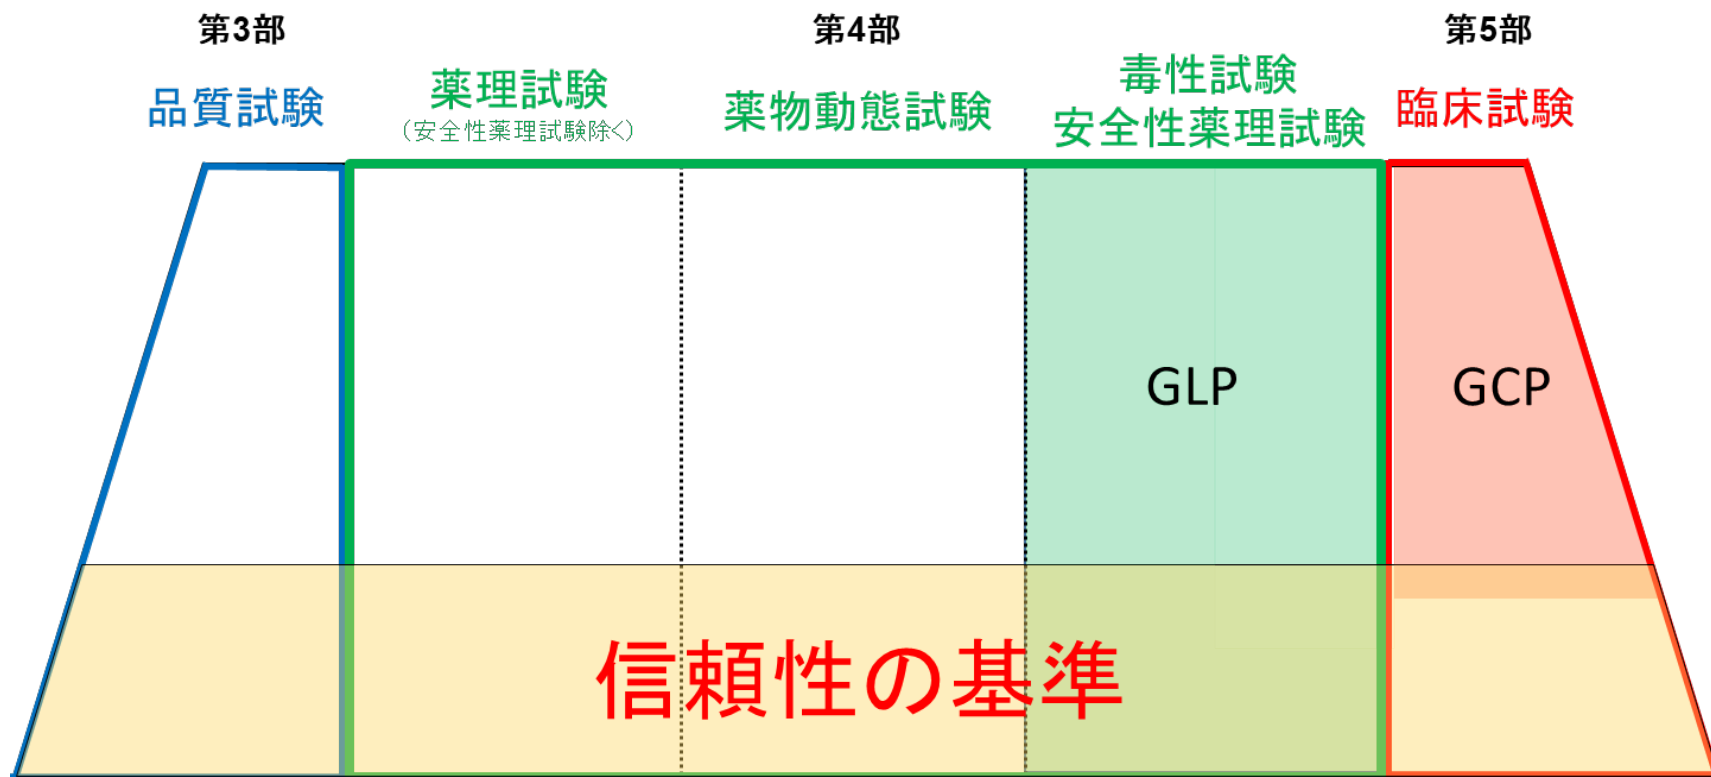 第3部
第4部
第5部
品質試験
薬理試験
（安全性薬理試験除く）
薬物動態試験
毒性試験
安全性薬理試験
臨床試験
GLP
GCP
信頼性の基準